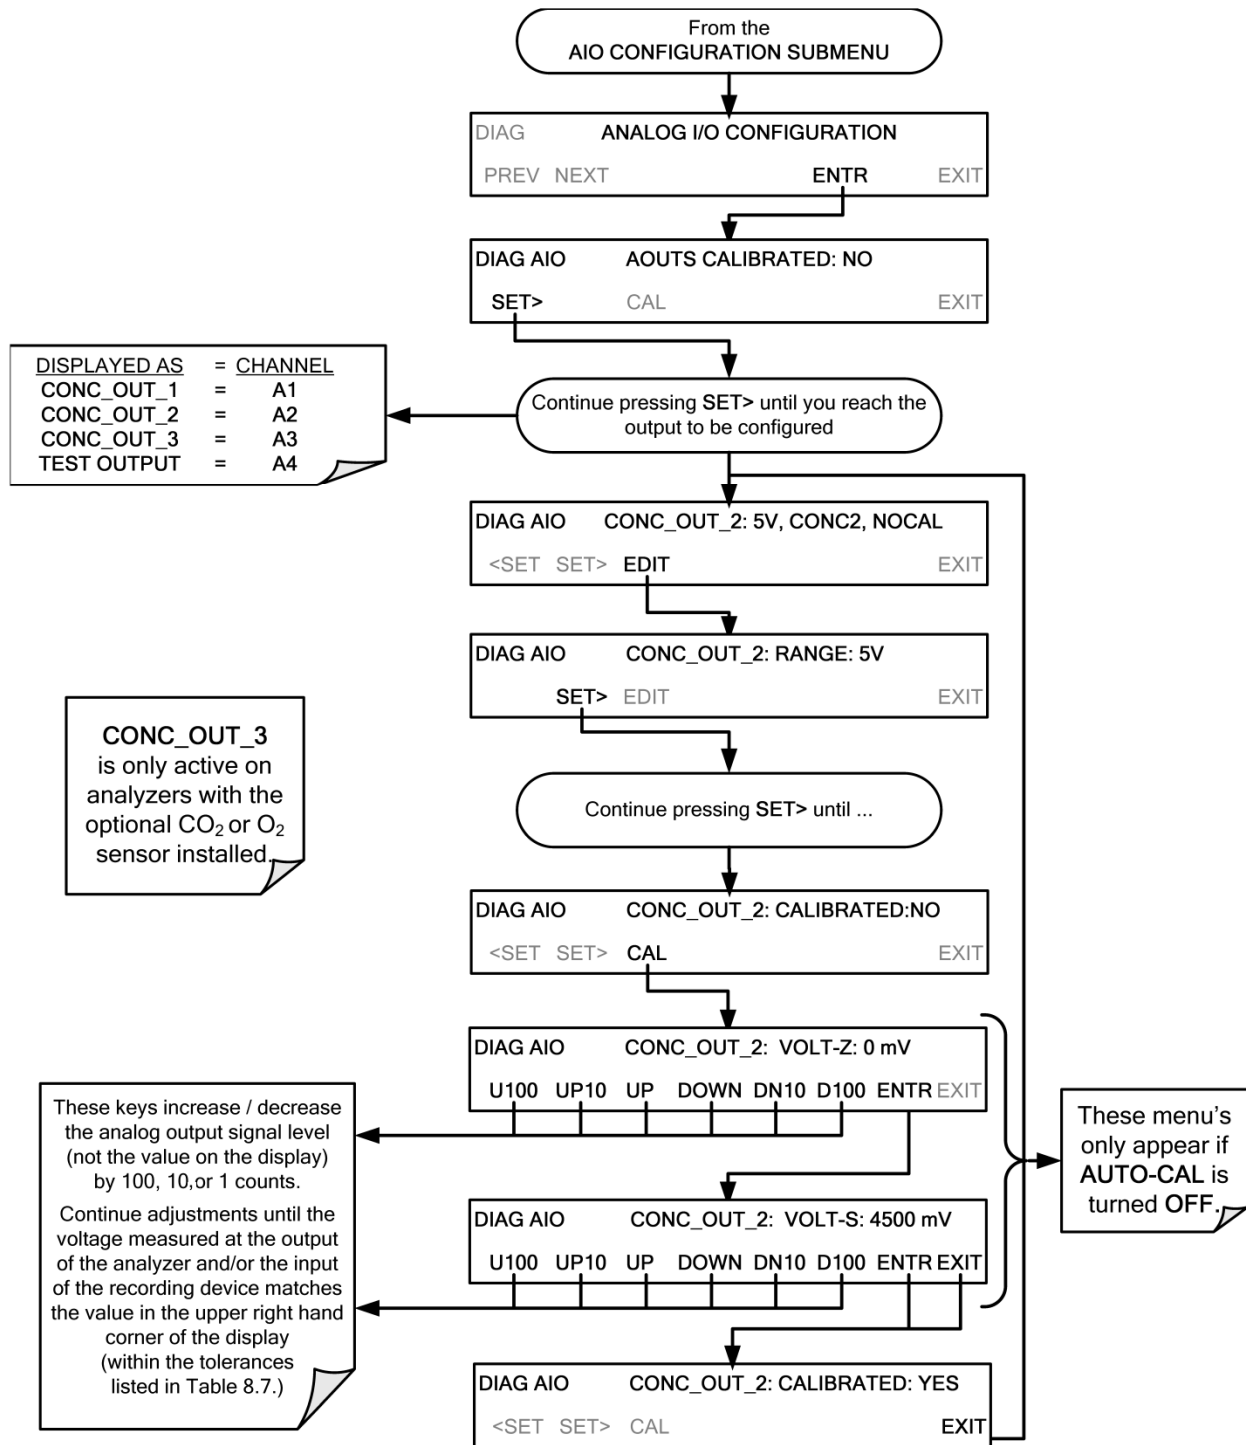 From the
AIO CONFIGURATION SUBMENU
DIAG ANALOG I/O CONFIGURATION
PREV NEXT ENTR EXIT
DIAG AIO AOUTS CALIBRATED: NO
SET> CAL EXIT
DISPLAYED AS = CHANNEL
CONC_OUT_1 = A1
CONC_OUT_2 = A2
CONC_OUT_3 = A3
TEST OUTPUT = A4
Continue pressing SET> until you reach the
output to be configured
DIAG AIO CONC_OUT_2: 5V, CONC2, NOCAL
<SET SET> EDIT EXIT
DIAG AIO CONC_OUT_2: RANGE: 5V
SET> EDIT EXIT
CONC_OUT_3
is only active on
analyzers with the
optional CO₂ or O₂
sensor installed.
Continue pressing SET> until ...
DIAG AIO CONC_OUT_2: CALIBRATED:NO
<SET SET> CAL EXIT
DIAG AIO CONC_OUT_2: VOLT-Z: 0 mV
U100 UP10 UP DOWN DN10 D100 ENTR EXIT
These keys increase / decrease
the analog output signal level
(not the value on the display)
by 100, 10,or 1 counts.
Continue adjustments until the
voltage measured at the output
of the analyzer and/or the input
of the recording device matches
the value in the upper right hand
corner of the display
(within the tolerances
listed in Table 8.7.)
These menu's
only appear if
AUTO-CAL is
turned OFF.
DIAG AIO CONC_OUT_2: VOLT-S: 4500 mV
U100 UP10 UP DOWN DN10 D100 ENTR EXIT
DIAG AIO CONC_OUT_2: CALIBRATED: YES
<SET SET> CAL EXIT